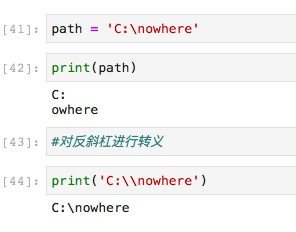 [41]: path = 'C:\nowhere'
[42]: print(path)
C:
owhere
[43]: #对反斜杠进行转义
[44]: print('C:\\nowhere')
C:\nowhere